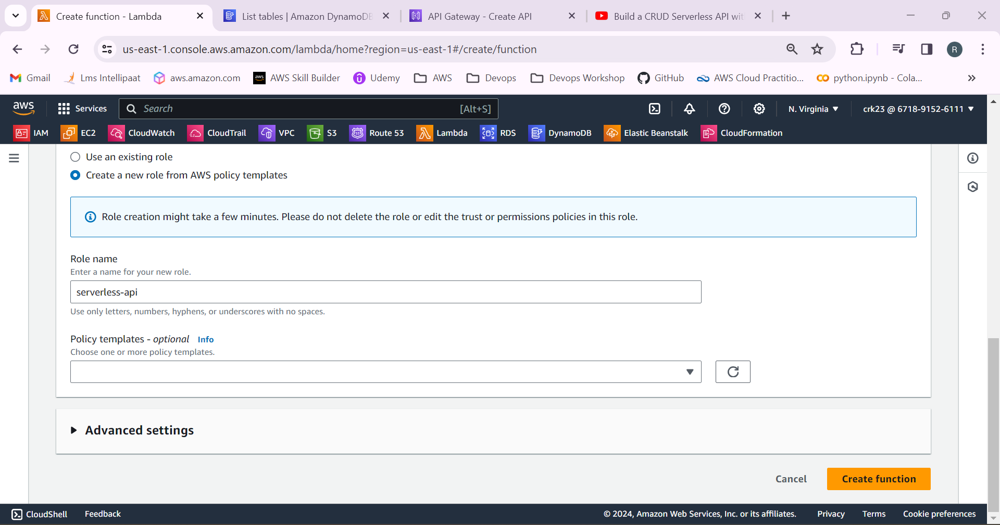 Create function - Lambda
List tables | Amazon DynamoDB
API Gateway - Create API
Build a CRUD Serverless API wit
us-east-1.console.aws.amazon.com/lambda/home?region=us-east-1#/create/function
R
Gmail
Lms Intellipaat
aws.amazon.com
aws
AWS Skill Builder
Udemy
AWS
Devops
Devops Workshop
GitHub
AWS Cloud Practitio...
python.ipynb - Cola...
aws
Services
Search
[Alt+S]
N. Virginia
crk23 @ 6718-9152-6111
IAM
EC2
CloudWatch
CloudTrail
VPC
S3
53
Route 53
Lambda
RDS
DynamoDB
Elastic Beanstalk
CloudFormation
Use an existing role
Create a new role from AWS policy templates
Role creation might take a few minutes. Please do not delete the role or edit the trust or permissions policies in this role.
Role name
Enter a name for your new role.
serverless-api
Use only letters, numbers, hyphens, or underscores with no spaces.
Policy templates - optional Info
Choose one or more policy templates.
Advanced settings
Cancel
Create function
CloudShell
Feedback
© 2024, Amazon Web Services, Inc. or its affiliates.
Privacy
Terms
Cookie preferences